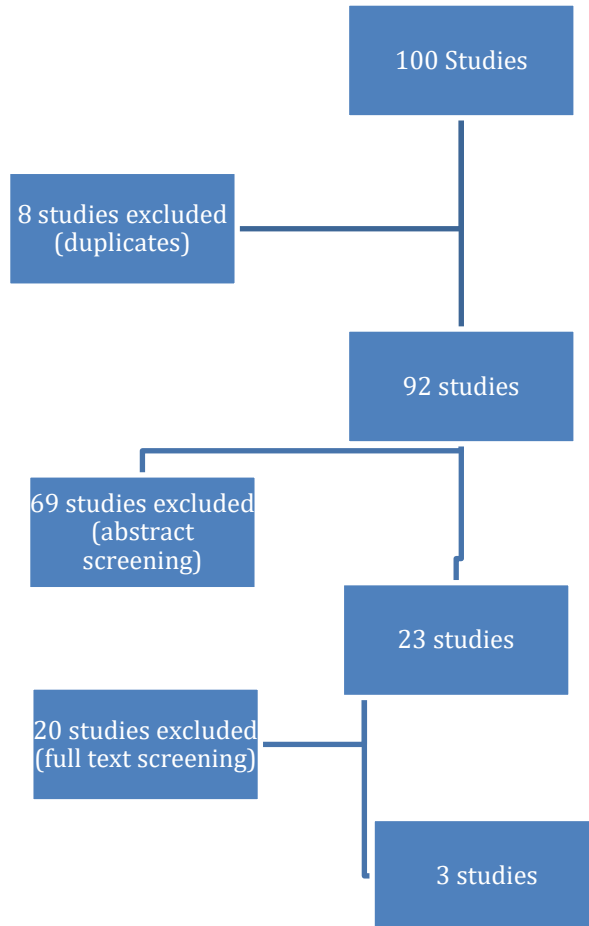 100 Studies
8 studies excluded
(duplicates)
92 studies
69 studies excluded
(abstract
screening)
23 studies
20 studies excluded
(full text screening)
3 studies